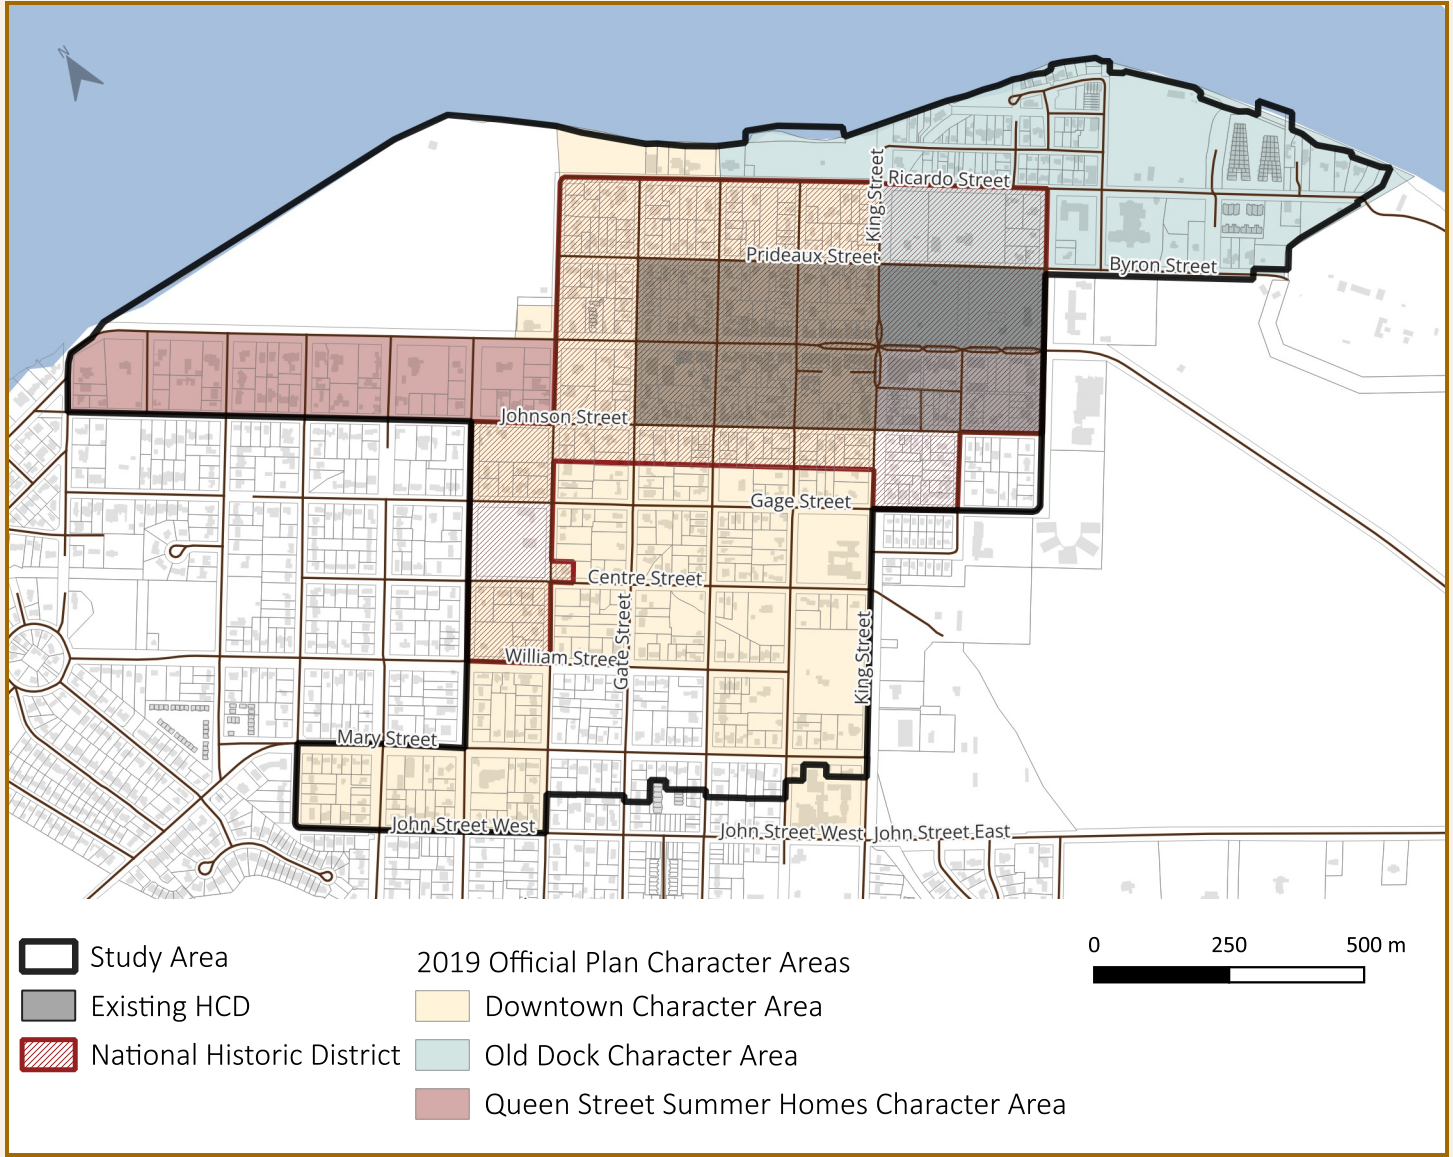 N
King Street
Ricardo Street
Prideaux Street
Byron Street
Johnson Street
Gage Street
Centre Street
Gate Street
King Street
William Stree
Mary Street
John Street West
John Street West
John Street East
Study Area
Existing HCD
National Historic District
2019 Official Plan Character Areas
Downtown Character Area
Old Dock Character Area
Queen Street Summer Homes Character Area
0 250 500 m